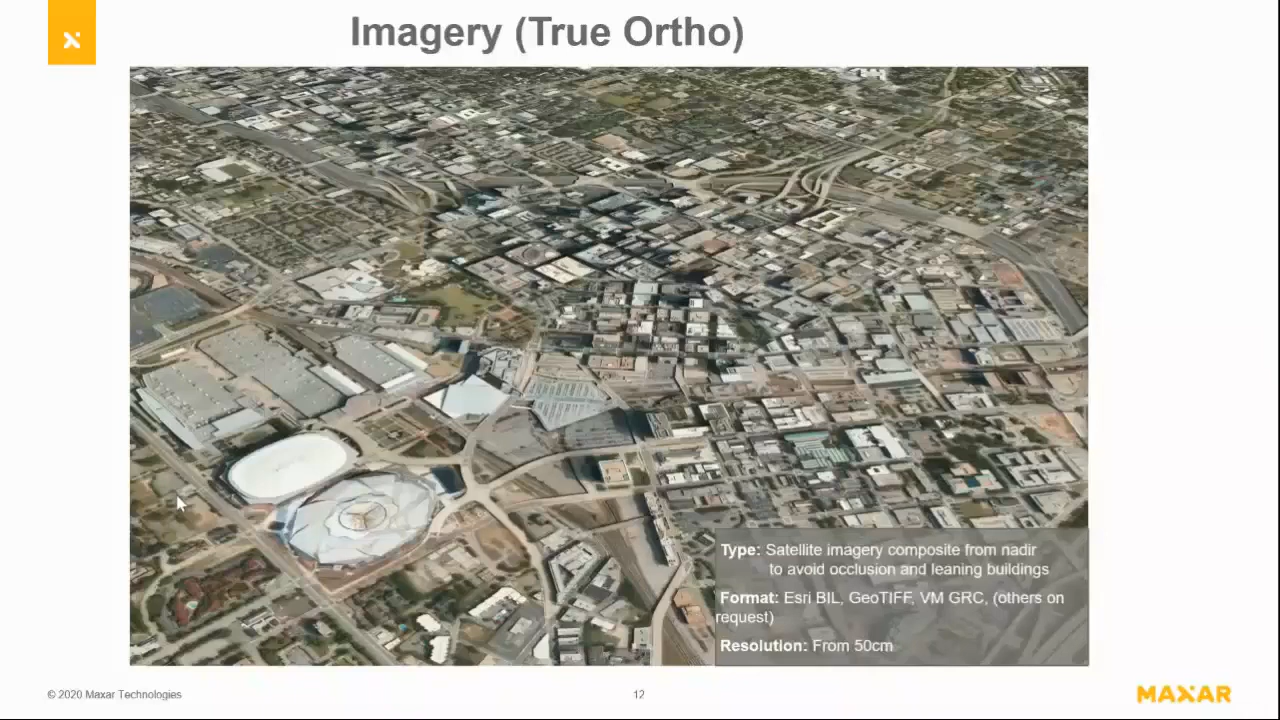 Imagery (True Ortho)
Type: Satellite imagery composite from nadir
to avoid occlusion and leaning buildings
Format: Esri BIL, GeoTIFF, VM GRC, (others on
request)
Resolution: From 50cm
© 2020 Maxar Technologies
12
MAXAR